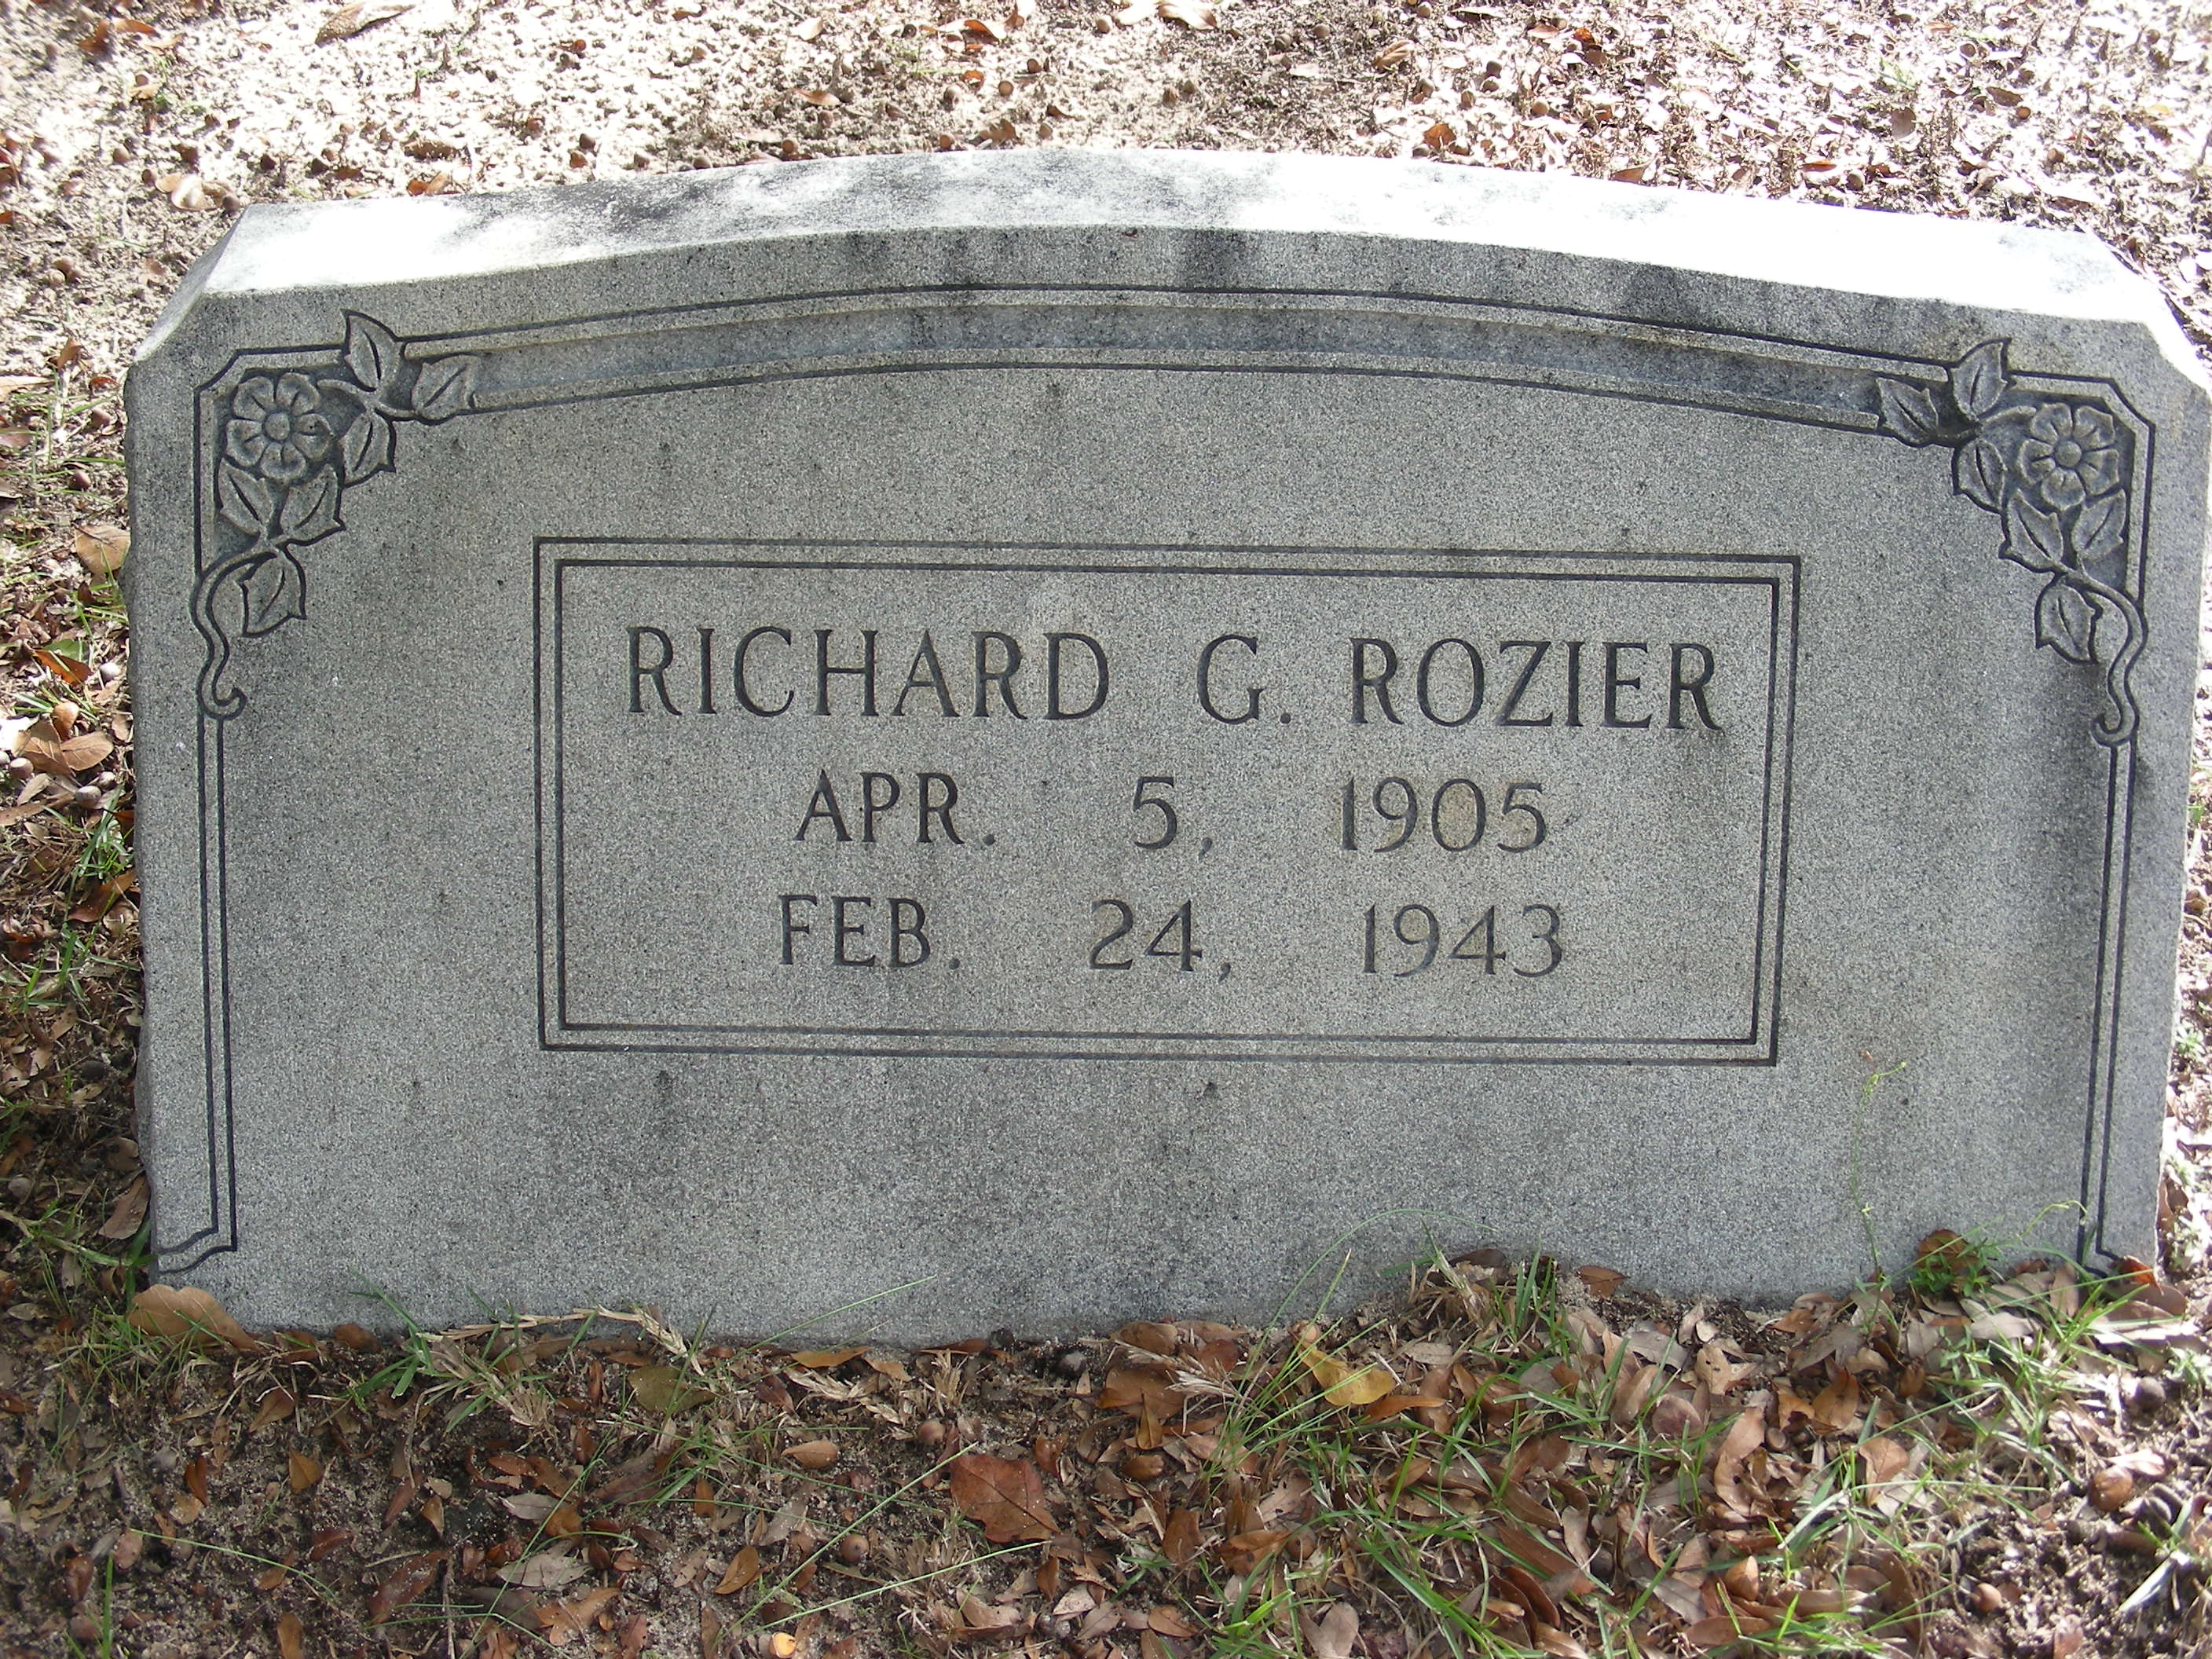 RICHARD G. ROZIER
APR. 5, 1905
FEB. 24, 1943